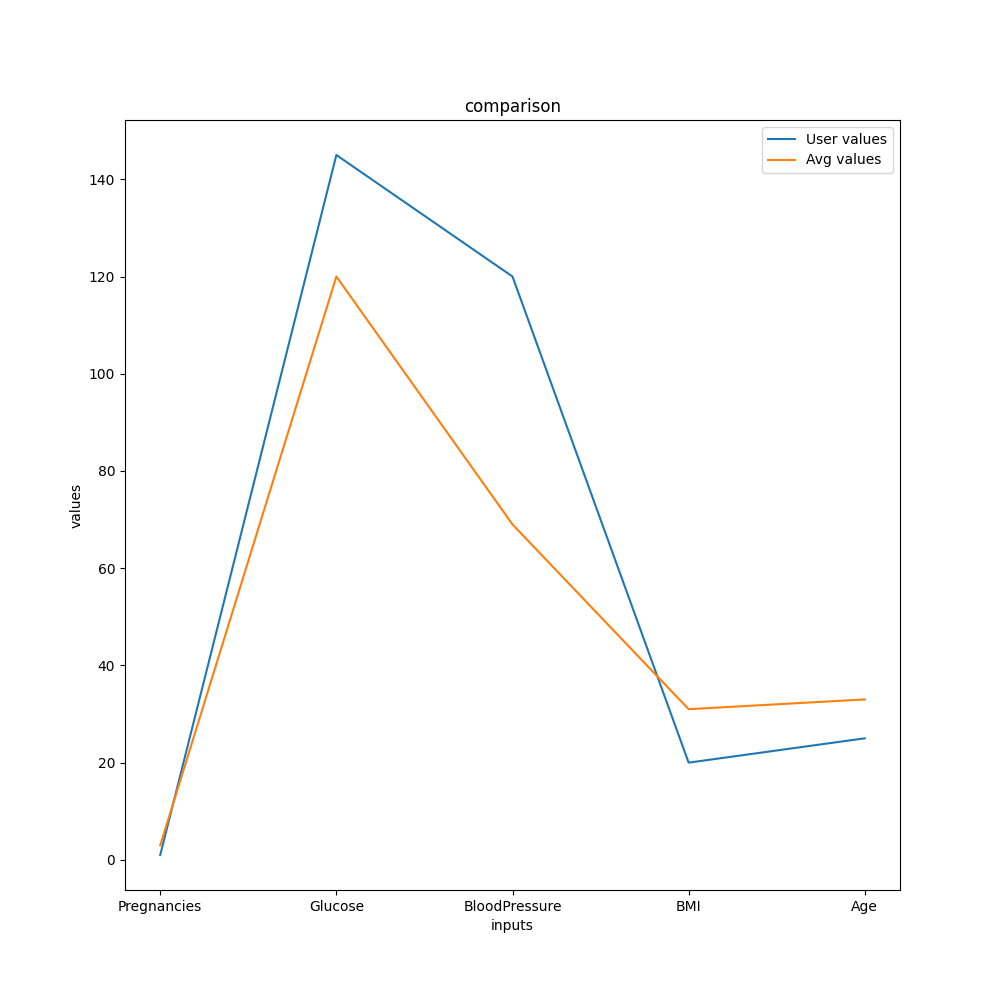 comparison
User values
Avg values
140
120
100
80
60
40
20
0
values
Pregnancies Glucose BloodPressure BMI Age
inputs